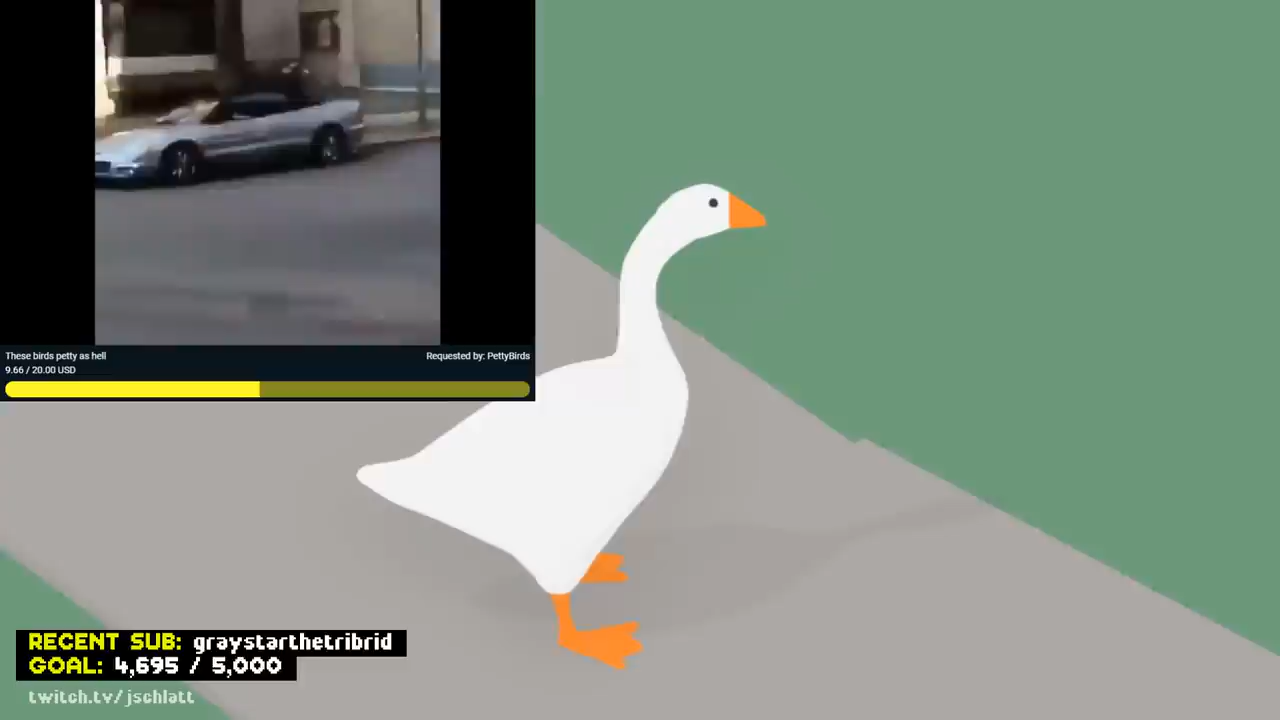 These birds petty as hell
Requested by: PettyBirds
9.66 / 20.00 USD
RECENT SUB: graystarthetribrid
GOAL: 4,695 / 5,000
twitch.tv/jschlatt